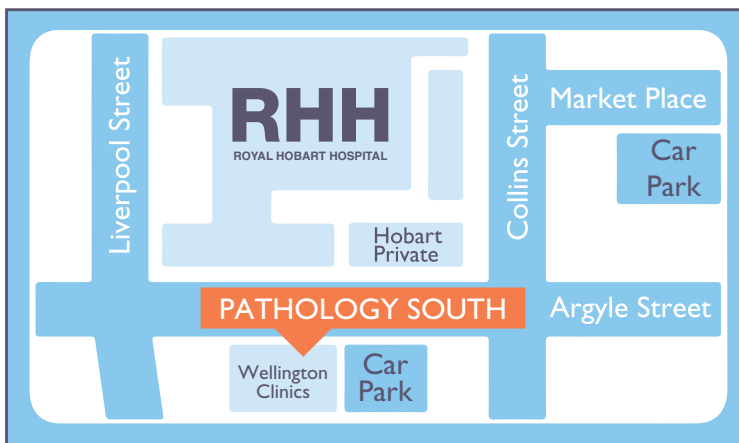 Liverpool Street
RHH
ROYAL HOBART HOSPITAL
Collins Street
Market Place
Car
Park
Hobart
Private
PATHOLOGY SOUTH
Argyle Street
Wellington
Clinics
Car
Park